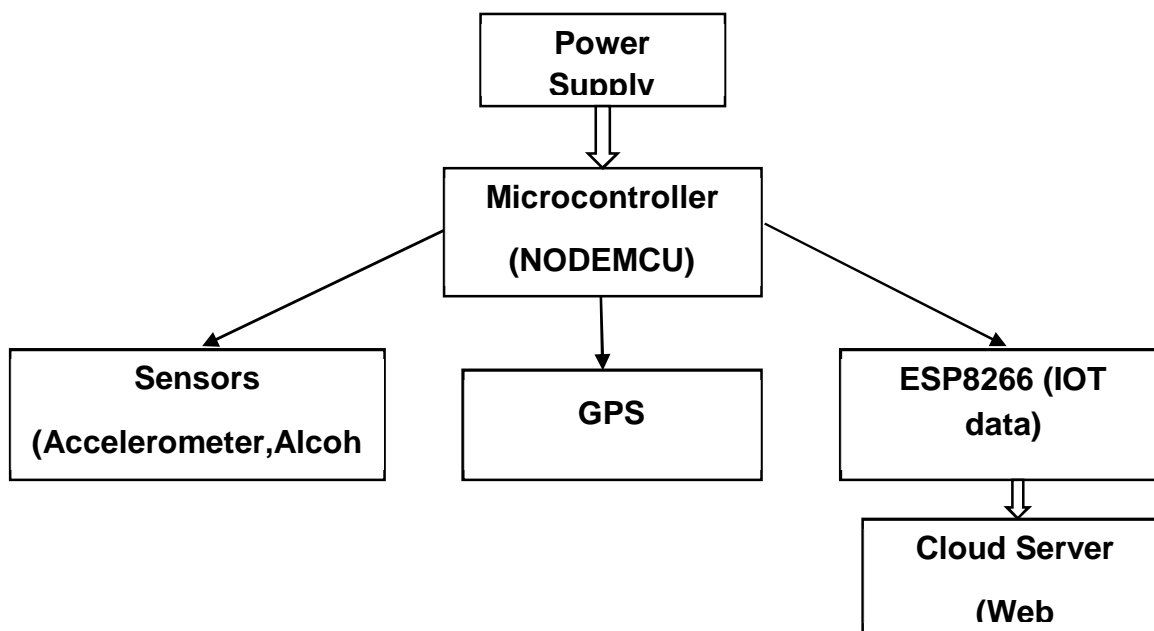 Power
Supply
Microcontroller
(NODEMCU)
Sensors
(Accelerometer,Alcoh
GPS
ESP8266 (IOT
data)
Cloud Server
(Web